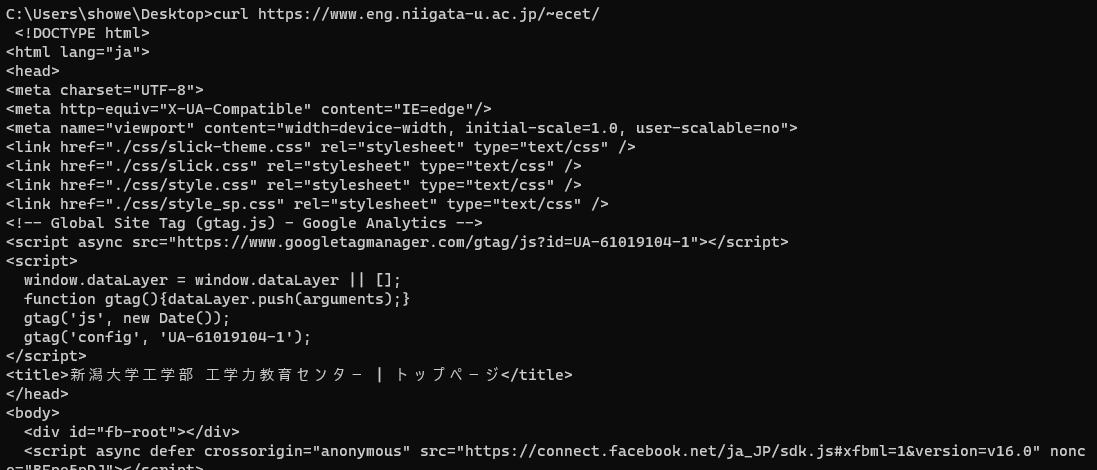 C:\Users\showe\Desktop>curl https://www.eng.niigata-u.ac.jp/~ecet/
<!DOCTYPE html>
<html lang="ja">
<head>
<meta charset="UTF-8">
<meta http-equiv="X-UA-Compatible" content="IE=edge"/>
<meta name="viewport" content="width=device-width, initial-scale=1.0, user-scalable=no">
<link href="./css/slick-theme.css" rel="stylesheet" type="text/css" />
<link href="./css/slick.css" rel="stylesheet" type="text/css" />
<link href="./css/style.css" rel="stylesheet" type="text/css" />
<link href="./css/style_sp.css" rel="stylesheet" type="text/css" />
<!-- Global Site Tag (gtag.js) - Google Analytics -->
<script async src="https://www.googletagmanager.com/gtag/js?id=UA-61019104-1"></script>
<script>
  window.dataLayer = window.dataLayer || [];
  function gtag(){dataLayer.push(arguments);}
  gtag('js', new Date());
  gtag('config', 'UA-61019104-1');
</script>
<title>新潟大学工学部 工学力教育センター | トップページ</title>
</head>
<body>
  <div id="fb-root"></div>
  <script async defer crossorigin="anonymous" src="https://connect.facebook.net/ja_JP/sdk.js#xfbml=1&version=v16.0" nonc